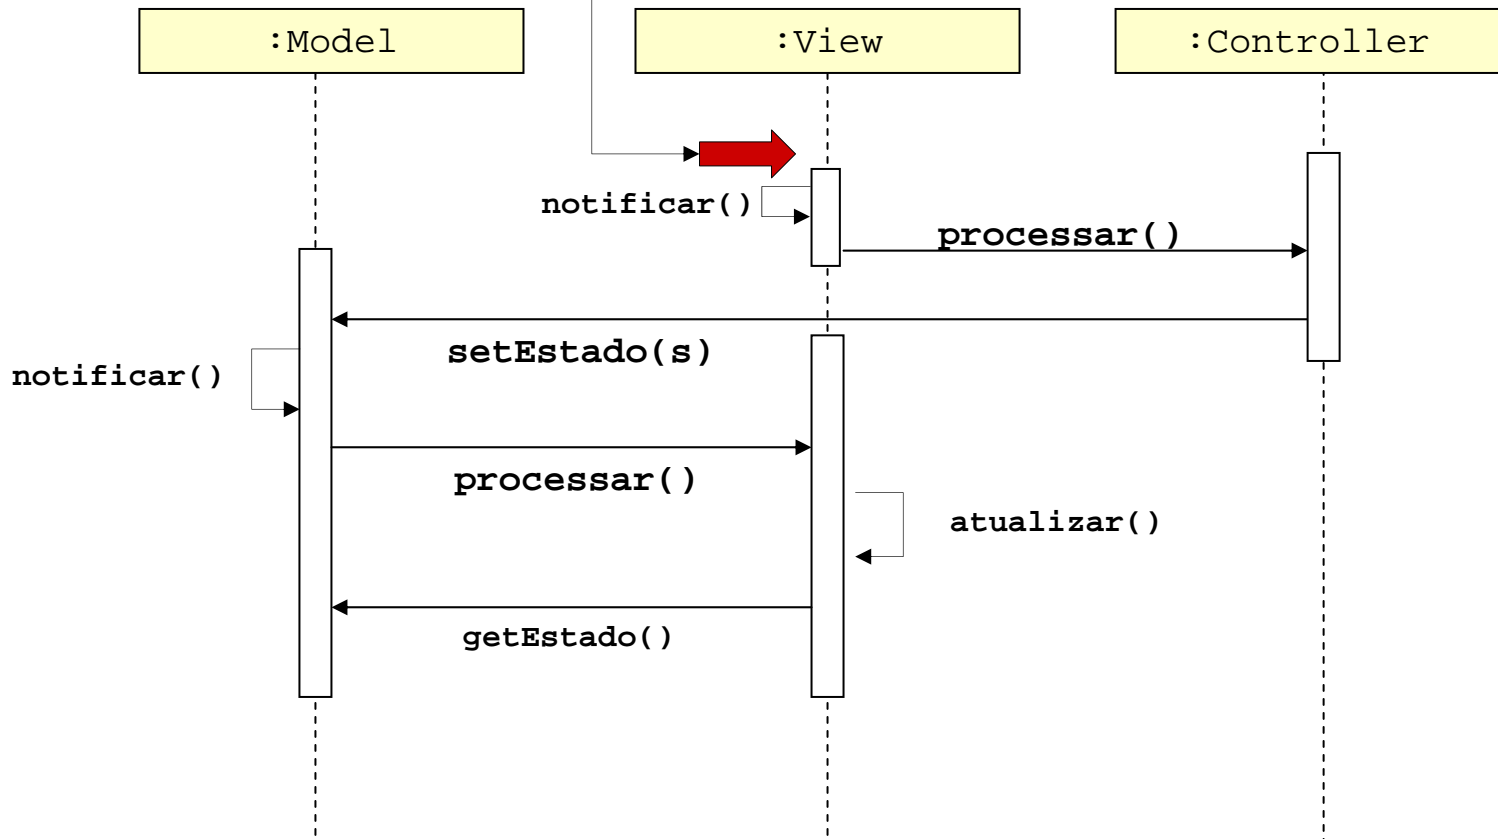 :Model
:View
:Controller
notificar()
processar()
setEstado(s)
notificar()
processar()
atualizar()
getEstado()